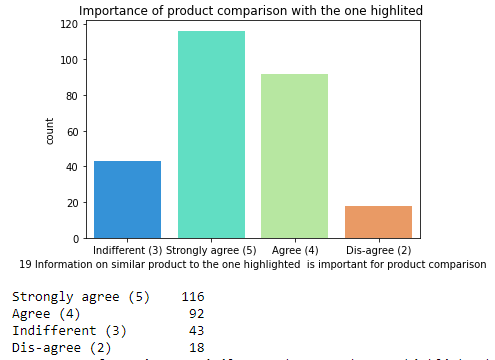 Importance of product comparison with the one highlited
120
100
80
60
40
20
0
count
Indifferent (3) Strongly agree (5) Agree (4) Dis-agree (2)
19 Information on similar product to the one highlighted is important for product comparison
Strongly agree (5) 116
Agree (4) 92
Indifferent (3) 43
Dis-agree (2) 18